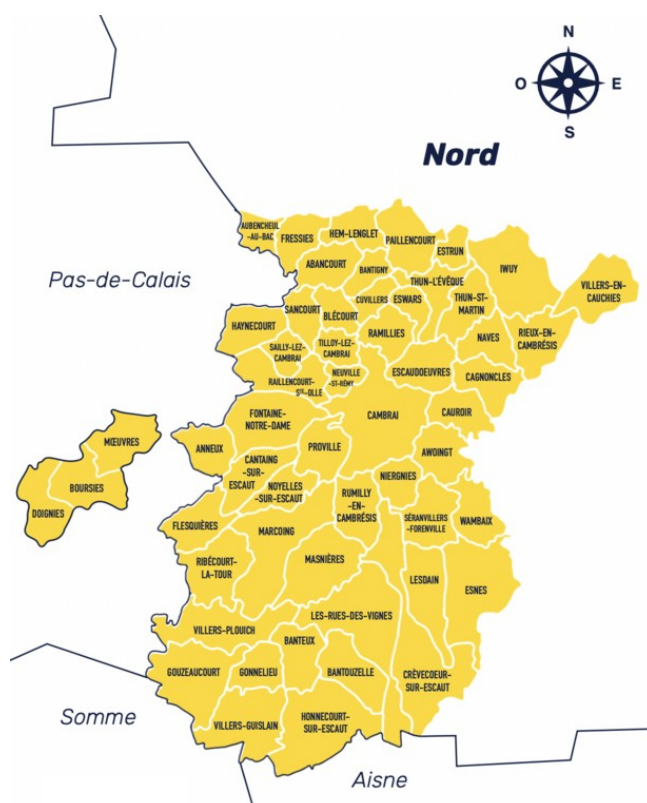 N
O
E
S
Nord
Pas-de-Calais
Somme
Aisne
AUBENCHEUL
-AU-BAC
FRESSIES
HEM-LENGLET
PAILLENCOURT
ESTRUN
IWUY
VILLERS-EN-
CAUCHIES
ABANCOURT
BANTIGNY
THUN-L'ÉVÊQUE
CUVILLERS
ESWARS
THUN-ST-
MARTIN
SANCOURT
BLÉCOURT
HAYNECOURT
RAMILLIES
NAVES
RIEUX-EN-
CAMBRÉSIS
SAILLY-LEZ-
CAMBRAI
TILLOY-LEZ-
CAMBRAI
RAILLENCOURT-
STE-OLLE
NEUVILLE
-ST-RÉMY
ESCAUDOEUVRES
CAGNONCLES
FONTAINE-
NOTRE-DAME
CAMBRAI
CAUROIR
MŒUVRES
ANNEUX
PROVILLE
AWOINGT
CANTAING
-SUR-
ESCAUT
NOYELLES
-SUR-ESCAUT
NIERGNIES
BOURSIES
DOIGNIES
RUMILLY
-EN-
CAMBRÉSIS
FLESQUIÈRES
MARCOING
SÉRANVILLERS
-FORENVILLE
WAMBAIX
RIBÉCOURT-
LA-TOUR
MASNIÈRES
LESDAIN
ESNES
LES-RUES-DES-VIGNES
VILLERS-PLOUICH
BANTEUX
GOUZEAUCOURT
GONNELIEU
BANTOUZELLE
CRÈVECOEUR
-SUR-ESCAUT
VILLERS-GUISLAIN
HONNECOURT
-SUR-ESCAUT